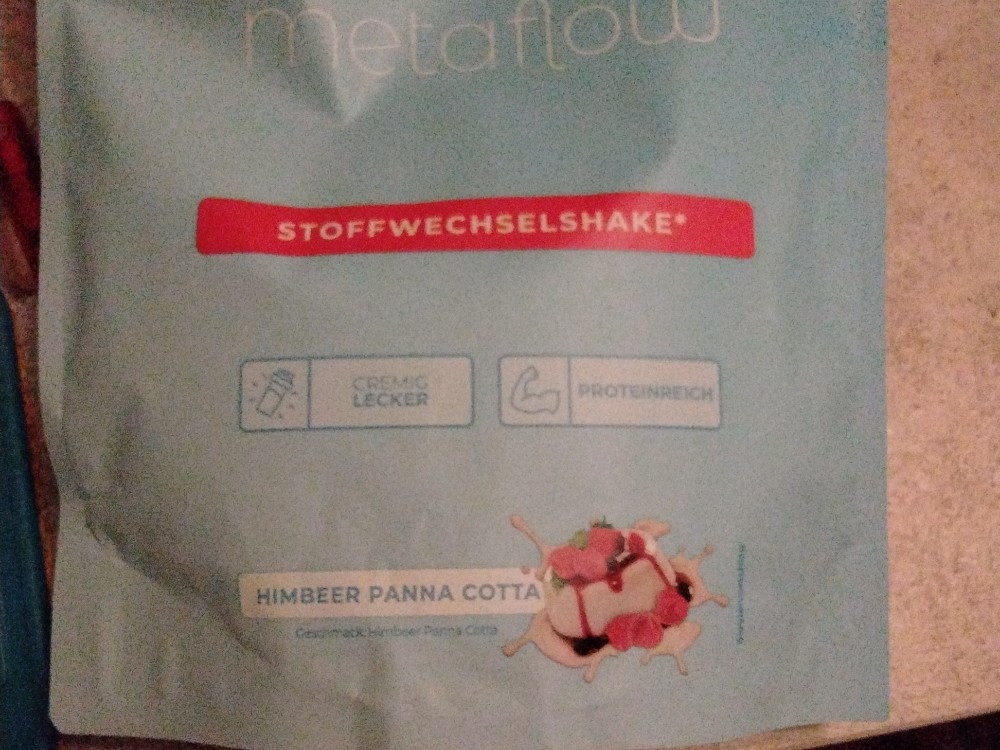 metaflow
STOFFWECHSELSHAKE*
CREMIG
LECKER
PROTEINREICH
HIMBEER PANNA COTTA
Geschmack: Himbeer Panna Cotta